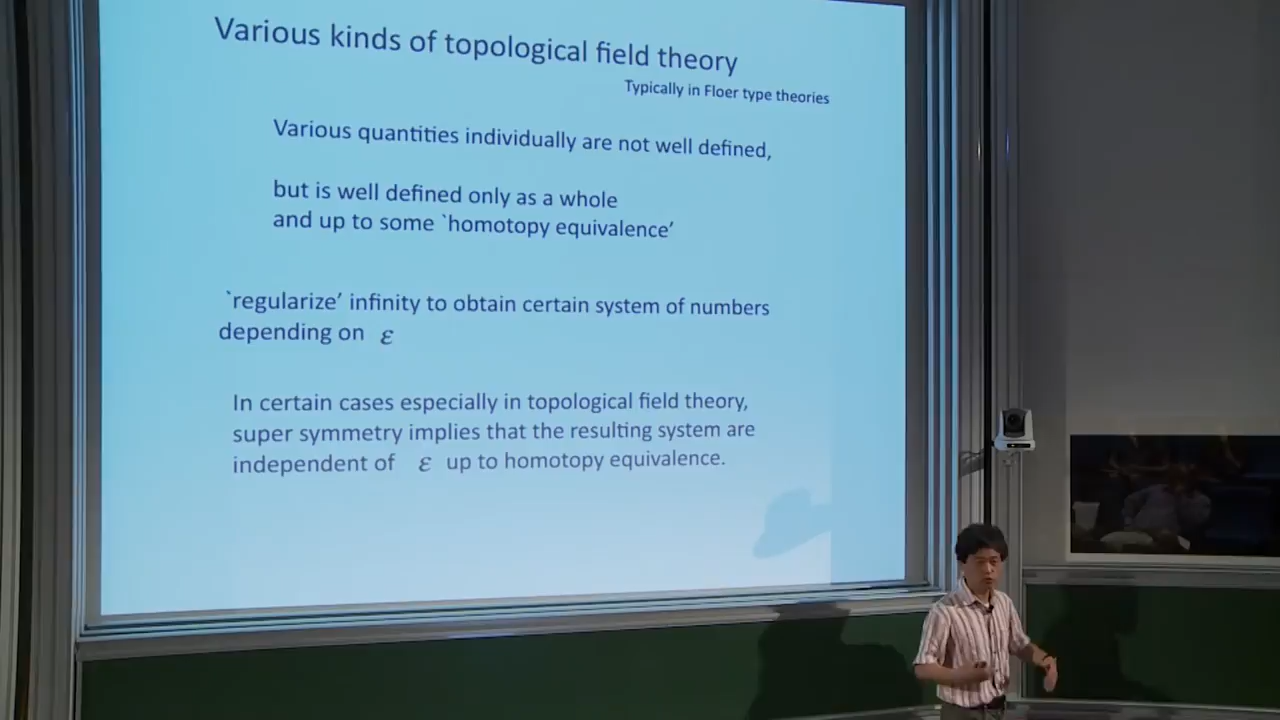 Various kinds of topological field theory
Typically in Floer type theories
Various quantities individually are not well defined,
but is well defined only as a whole
and up to some `homotopy equivalence’
`regularize’ infinity to obtain certain system of numbers
depending on ε
In certain cases especially in topological field theory,
super symmetry implies that the resulting system are
independent of ε up to homotopy equivalence.